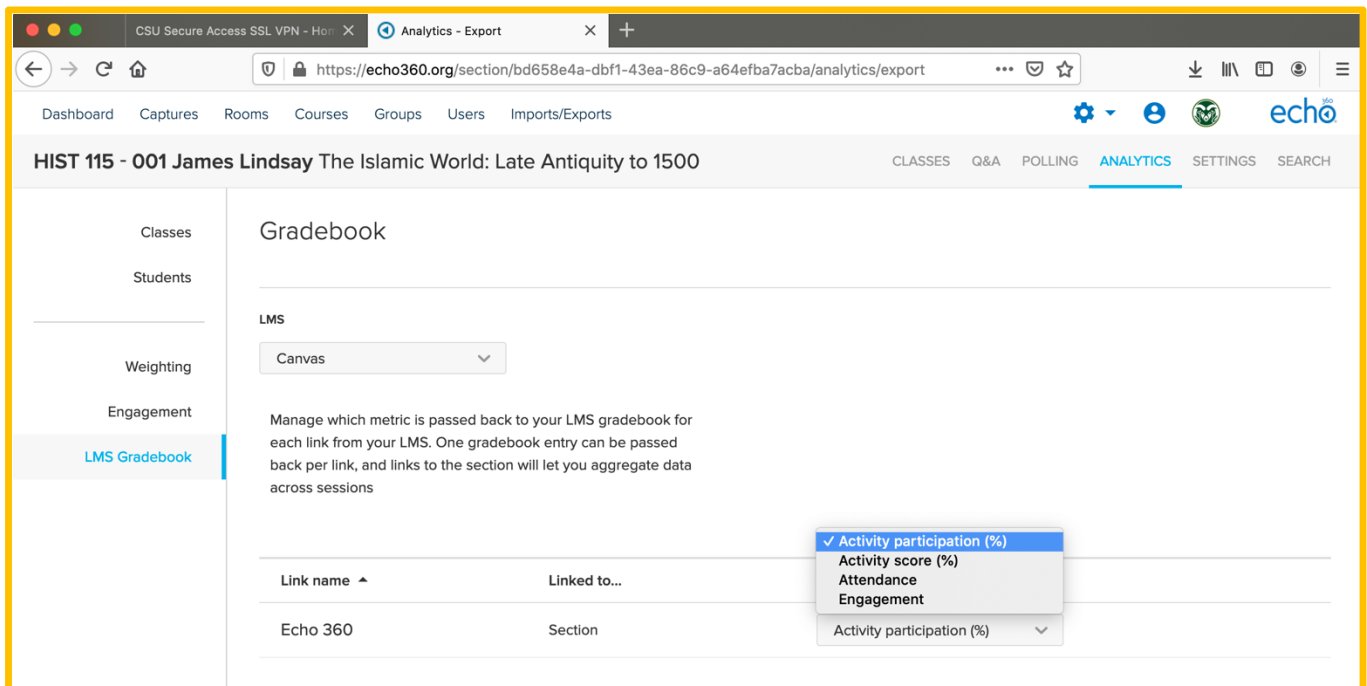 CSU Secure Access SSL VPN - Hom
Analytics - Export
https://echo360.org/section/bd658e4a-dbf1-43ea-86c9-a64efba7acba/analytics/export
Dashboard Captures Rooms Courses Groups Users Imports/Exports
echo360
HIST 115 - 001 James Lindsay The Islamic World: Late Antiquity to 1500
CLASSES Q&A POLLING ANALYTICS SETTINGS SEARCH
Classes
Students
Weighting
Engagement
LMS Gradebook
Gradebook
LMS
Canvas
Manage which metric is passed back to your LMS gradebook for
each link from your LMS. One gradebook entry can be passed
back per link, and links to the section will let you aggregate data
across sessions
✓ Activity participation (%)
Activity score (%)
Attendance
Engagement
Link name Linked to...
Echo 360 Section Activity participation (%)